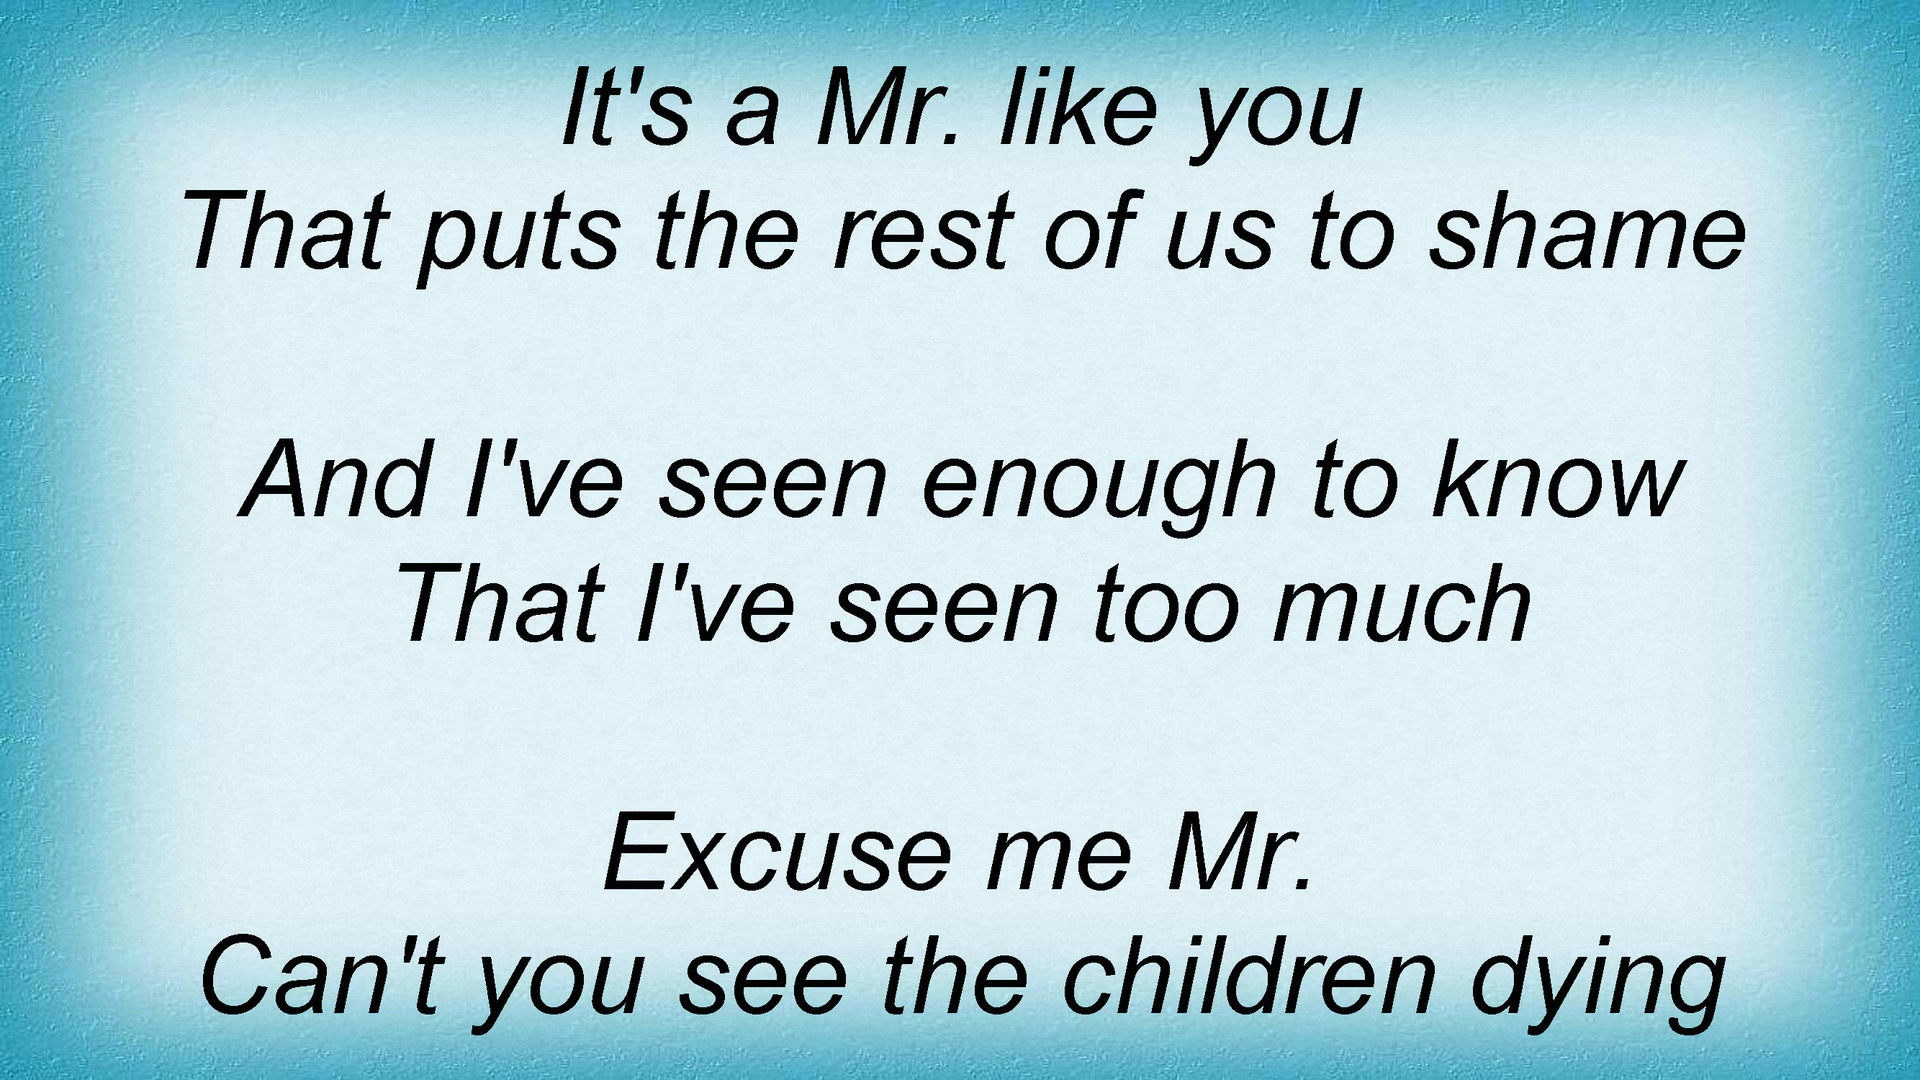 It's a Mr. like you
That puts the rest of us to shame
And I've seen enough to know
That I've seen too much
Excuse me Mr.
Can't you see the children dying